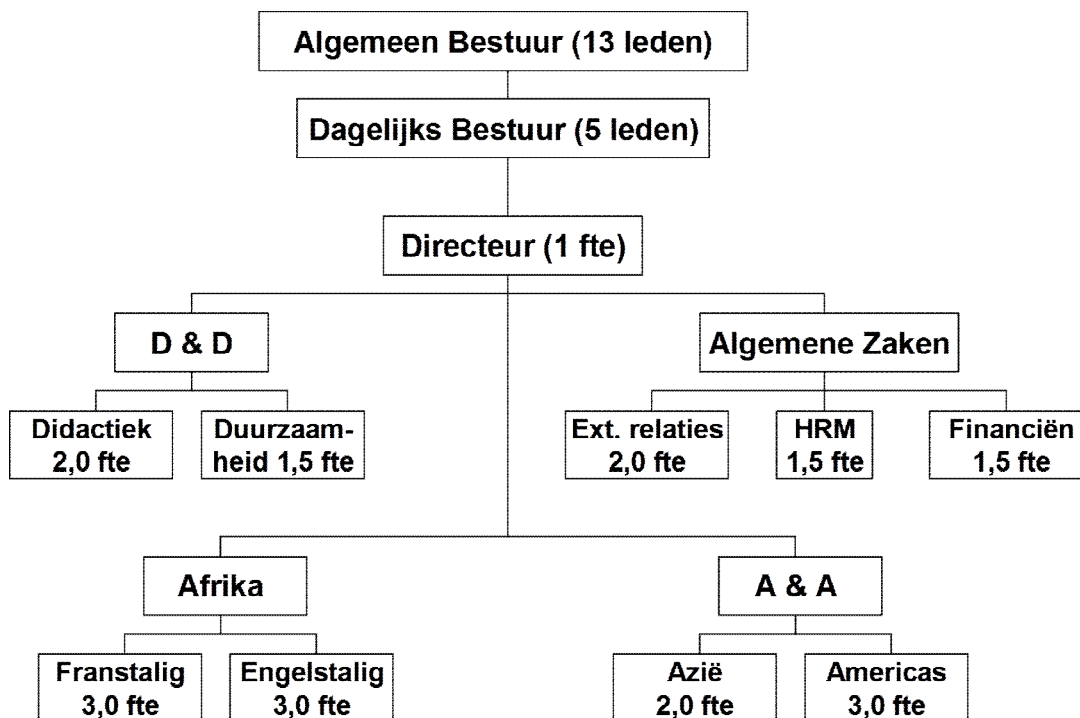 Algemeen Bestuur (13 leden)
Dagelijks Bestuur (5 leden)
Directeur (1 fte)
D & D
Algemene Zaken
Didactiek
2,0 fte
Duurzaam-
heid 1,5 fte
Ext. relaties
2,0 fte
HRM
1,5 fte
Financiën
1,5 fte
Afrika
A & A
Franstalig
3,0 fte
Engelstalig
3,0 fte
Azië
2,0 fte
Americas
3,0 fte